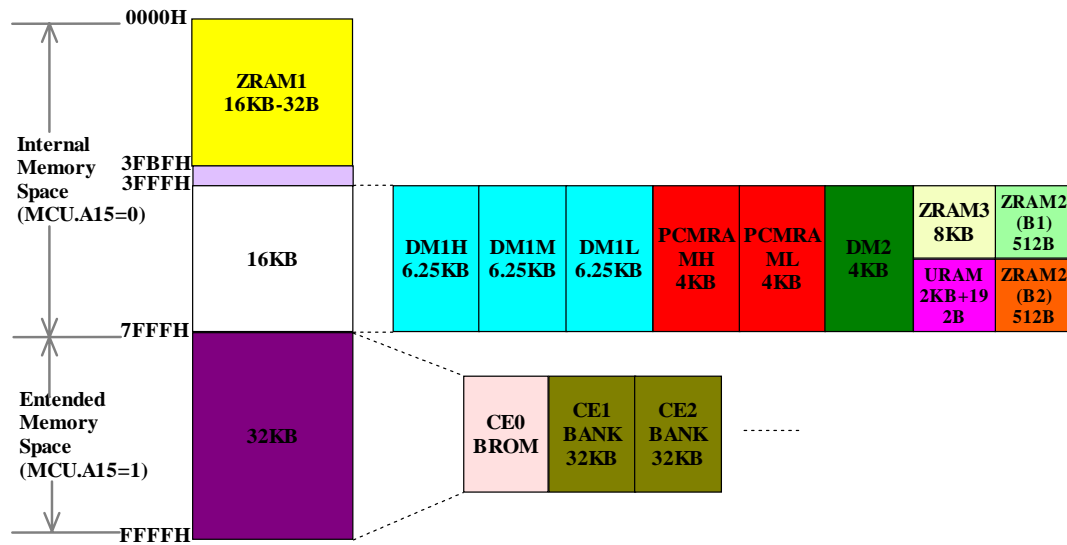 0000H
ZRAM1
16KB-32B
Internal
Memory
Space
(MCU.A15=0)
3FBFH
3FFFH
16KB
DM1H
6.25KB
DM1M
6.25KB
DM1L
6.25KB
PCMRA
MH
4KB
PCMRA
ML
4KB
DM2
4KB
ZRAM3
8KB
URAM
2KB+19
2B
ZRAM2
(B1)
512B
ZRAM2
(B2)
512B
7FFFH
Entended
Memory
Space
(MCU.A15=1)
32KB
CE0
BROM
CE1
BANK
32KB
CE2
BANK
32KB
FFFFH